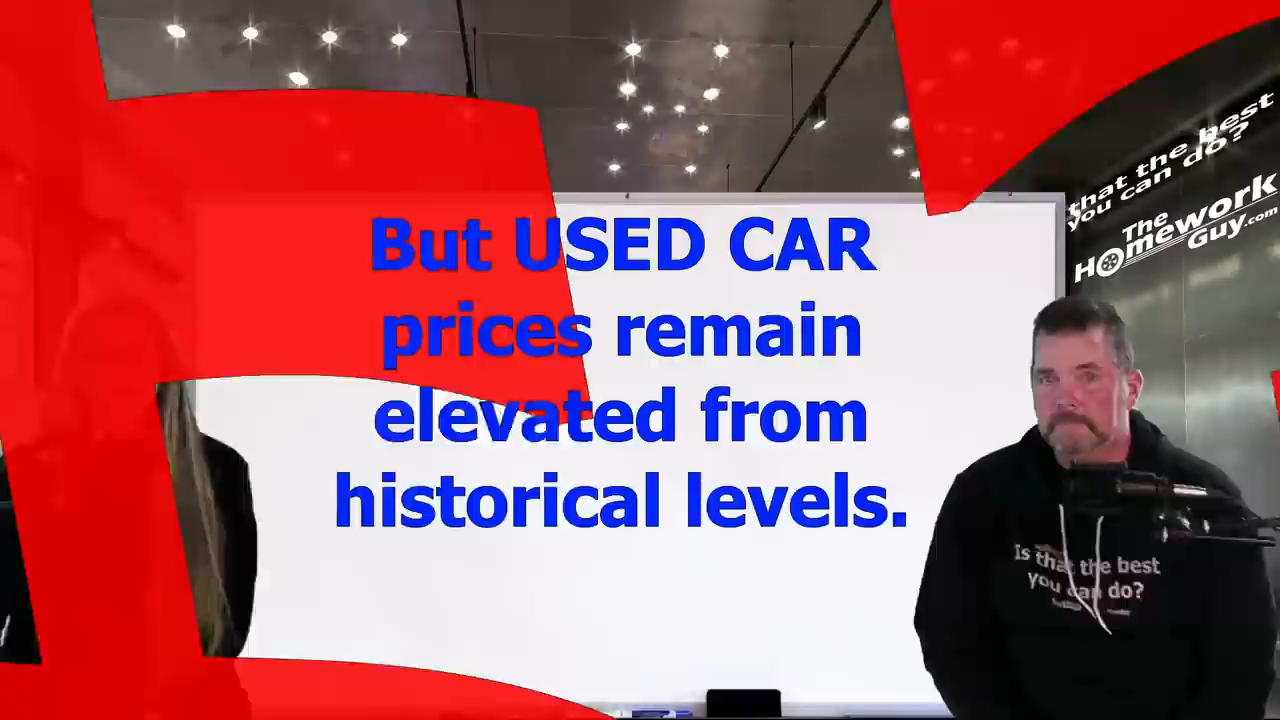 But USED CAR
prices remain
elevated from
historical levels.
that the best
you can do?
The
Homework
Guy.com
Is that the best
you can do?